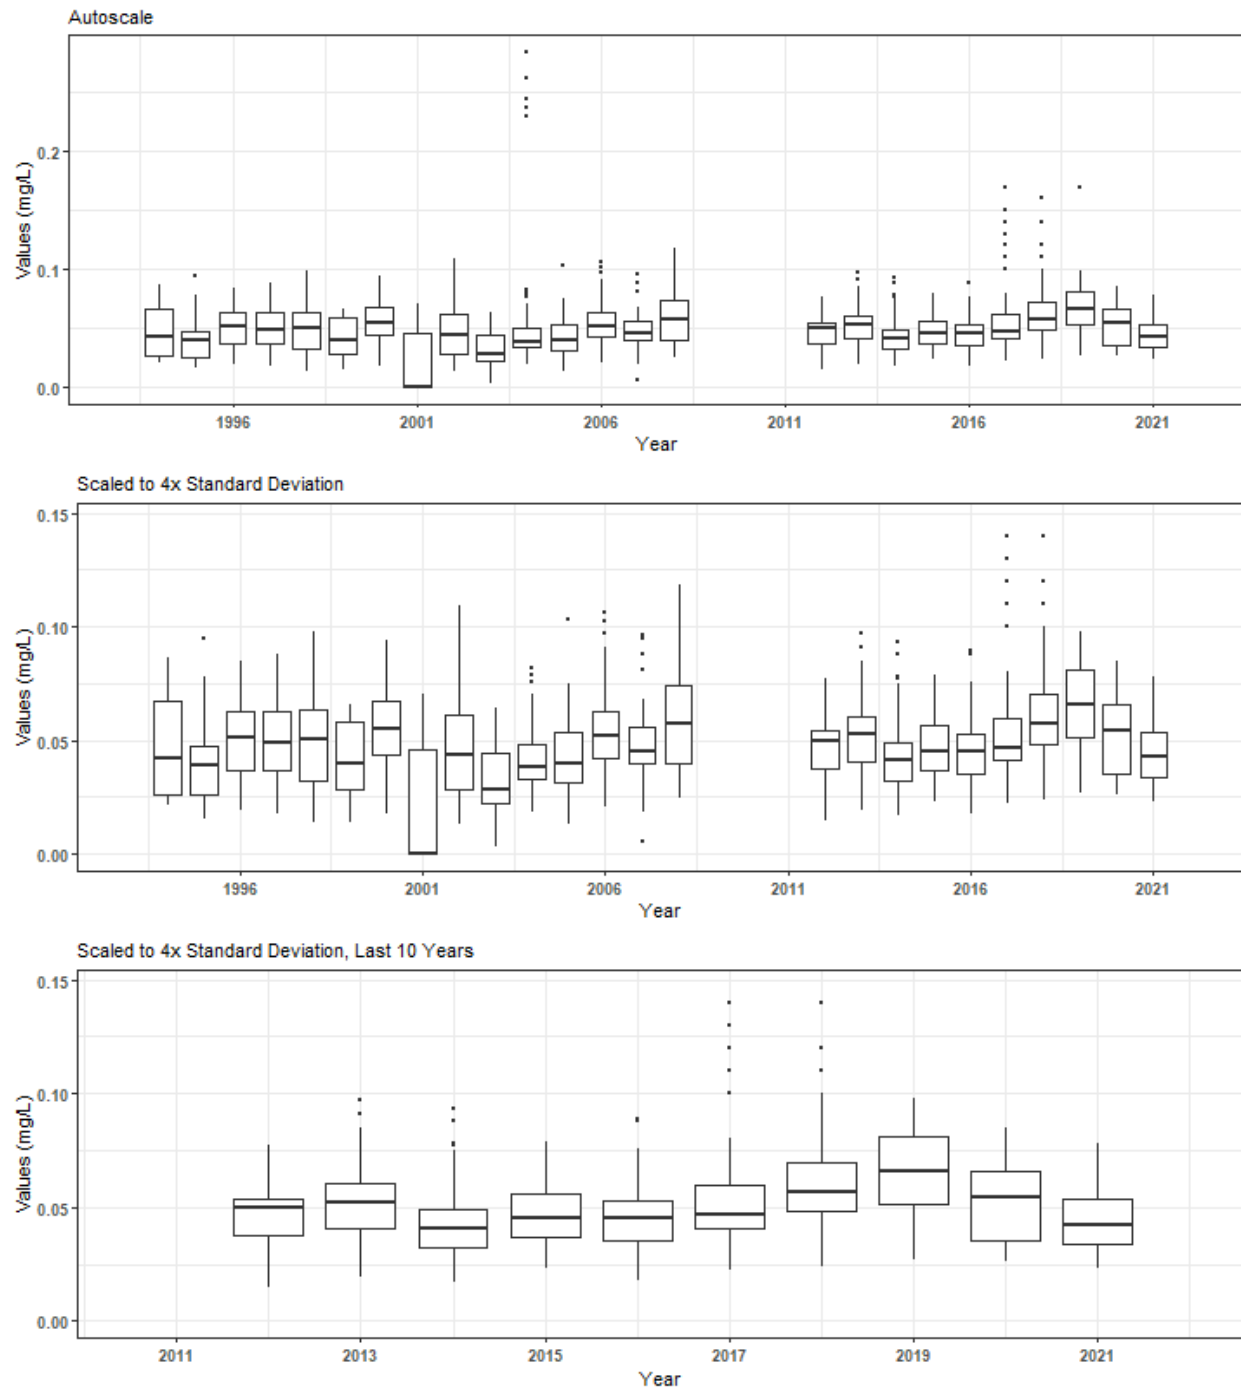 Autoscale
Values (mg/L)
0.2
0.1
0.0
1996 2001 2006 2011 2016 2021
Year
Scaled to 4x Standard Deviation
Values (mg/L)
0.15
0.10
0.05
0.00
1996 2001 2006 2011 2016 2021
Year
Scaled to 4x Standard Deviation, Last 10 Years
Values (mg/L)
0.15
0.10
0.05
0.00
2011 2013 2015 2017 2019 2021
Year